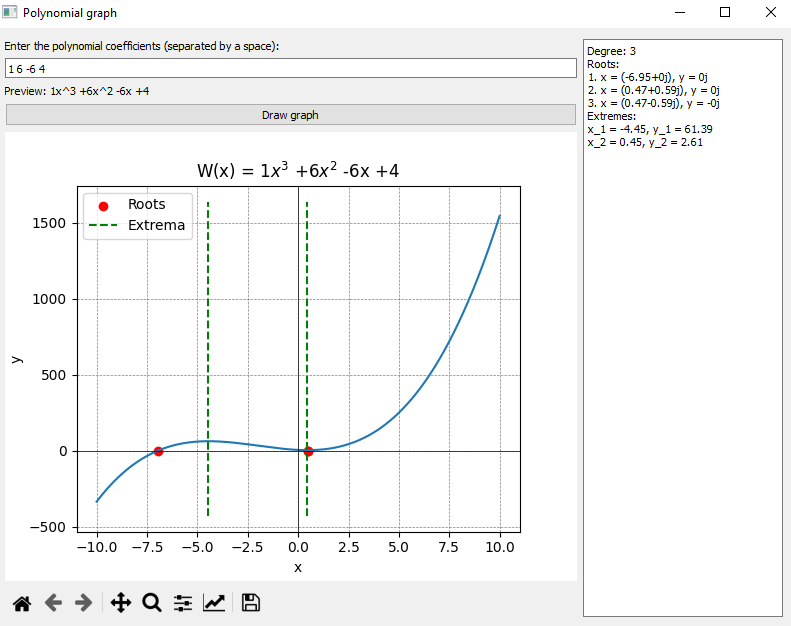 Polynomial graph
Enter the polynomial coefficients (separated by a space):
1 6 -6 4
Preview: 1x^3 +6x^2 -6x +4
Draw graph
W(x) = 1x³ +6x² -6x +4
Roots
Extrema
1500
1000
500
0
−500
y
−10.0 −7.5 −5.0 −2.5 0.0 2.5 5.0 7.5 10.0
x
Degree: 3
Roots:
1. x = (-6.95+0j), y = 0j
2. x = (0.47+0.59j), y = 0j
3. x = (0.47-0.59j), y = -0j
Extremes:
x_1 = -4.45, y_1 = 61.39
x_2 = 0.45, y_2 = 2.61